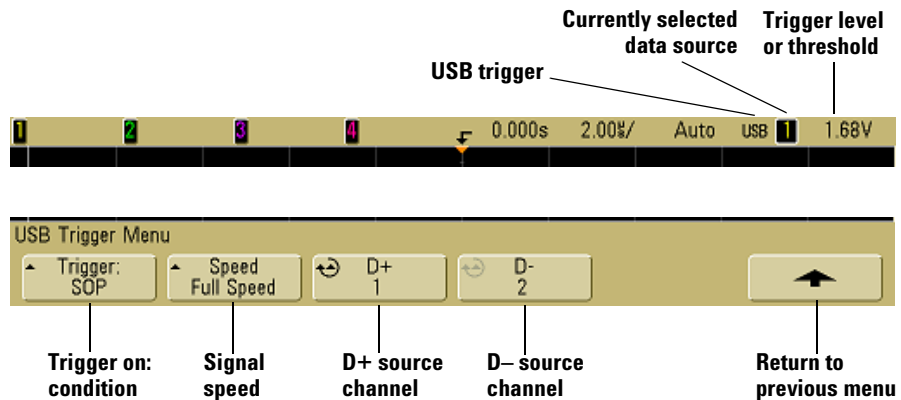 Currently selected data source
Trigger level or threshold
USB trigger
1 2 3 4 0.000s 2.00㎲/ Auto USB 1 1.68V
USB Trigger Menu
Trigger: SOP
Speed Full Speed
D+ 1
D- 2
Trigger on: condition
Signal speed
D+ source channel
D– source channel
Return to previous menu